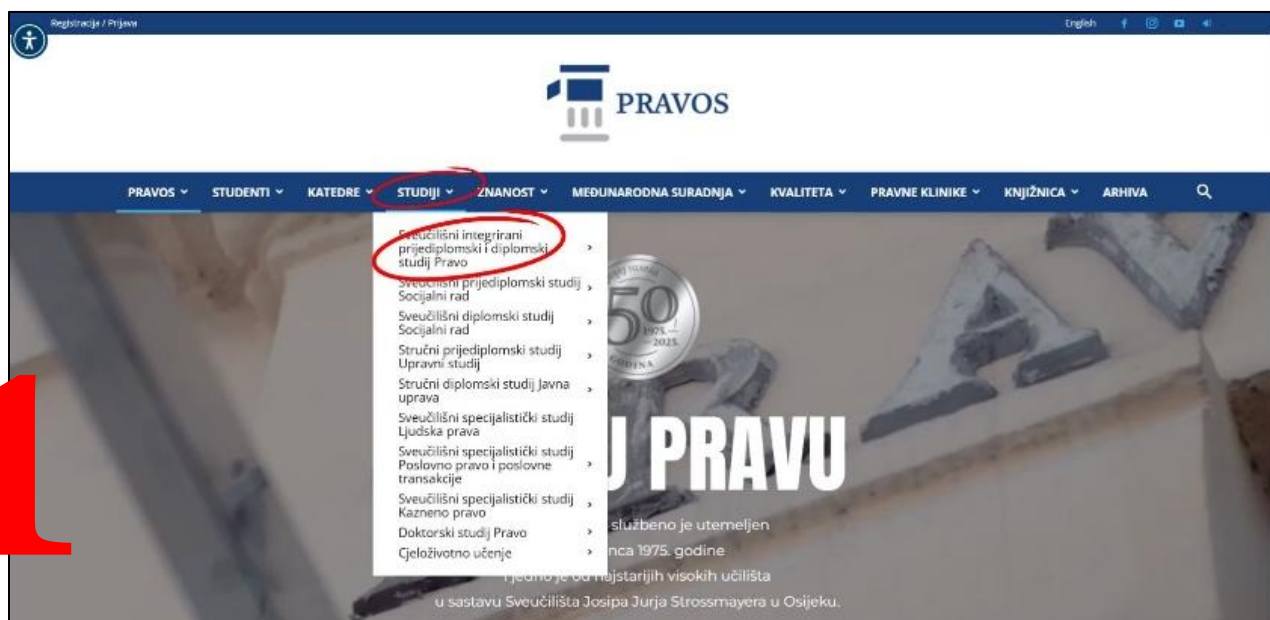 Registracija / Prijava
English
PRAVOS
PRAVOS STUDENTI KATEDRE STUDIJI ZNANOST MEĐUNARODNA SURADNJA KVALITETA PRAVNE KLINIKE KNJIŽNICA ARHIVA
Sveučilišni integrirani
prijediplomski i diplomski
studij Pravo
Sveučilišni prijediplomski studij
Socijalni rad
Sveučilišni diplomski studij
Socijalni rad
Stručni prijediplomski studij
Upravni studij
Stručni diplomski studij Javna
uprava
Sveučilišni specijalistički studij
Ljudska prava
Sveučilišni specijalistički studij
Poslovno pravo i poslovne
transakcije
Sveučilišni specijalistički studij
Kazneno pravo
Doktorski studij Pravo
Cjeloživotno učenje
50
1975.—
—2025.
GODINA
J PRAVU
službeno je utemeljen
nca 1975. godine
i jedno je od najstarijih visokih učilišta
u sastavu Sveučilišta Josipa Jurja Strossmayera u Osijeku.
1